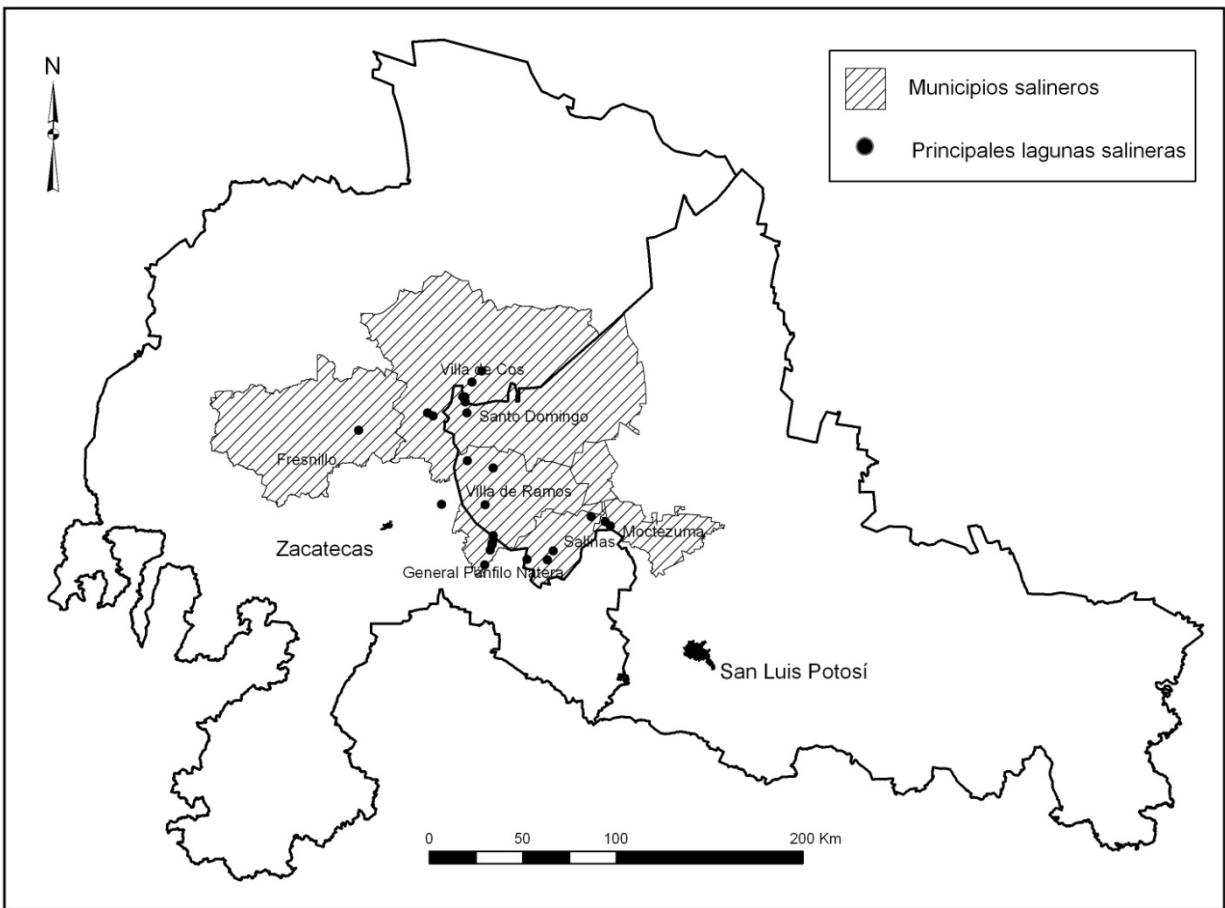 N
Municipios salineros
Principales lagunas salineras
Villa de Cos
Santo Domingo
Fresnillo
Villa de Ramos
Zacatecas
Salinas
Moctezuma
General Pánfilo Natera
San Luis Potosí
0 50 100 200 Km